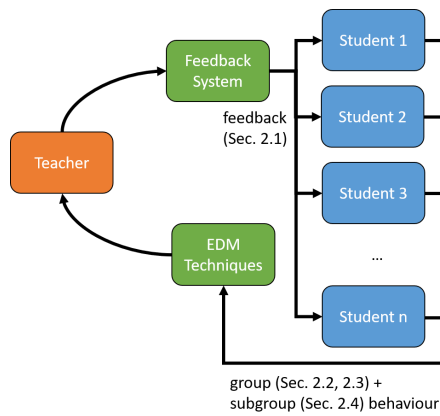 Student 1
Feedback
System
feedback
(Sec. 2.1)
Student 2
Teacher
Student 3
EDM
Techniques
...
Student n
group (Sec. 2.2, 2.3) +
subgroup (Sec. 2.4) behaviour